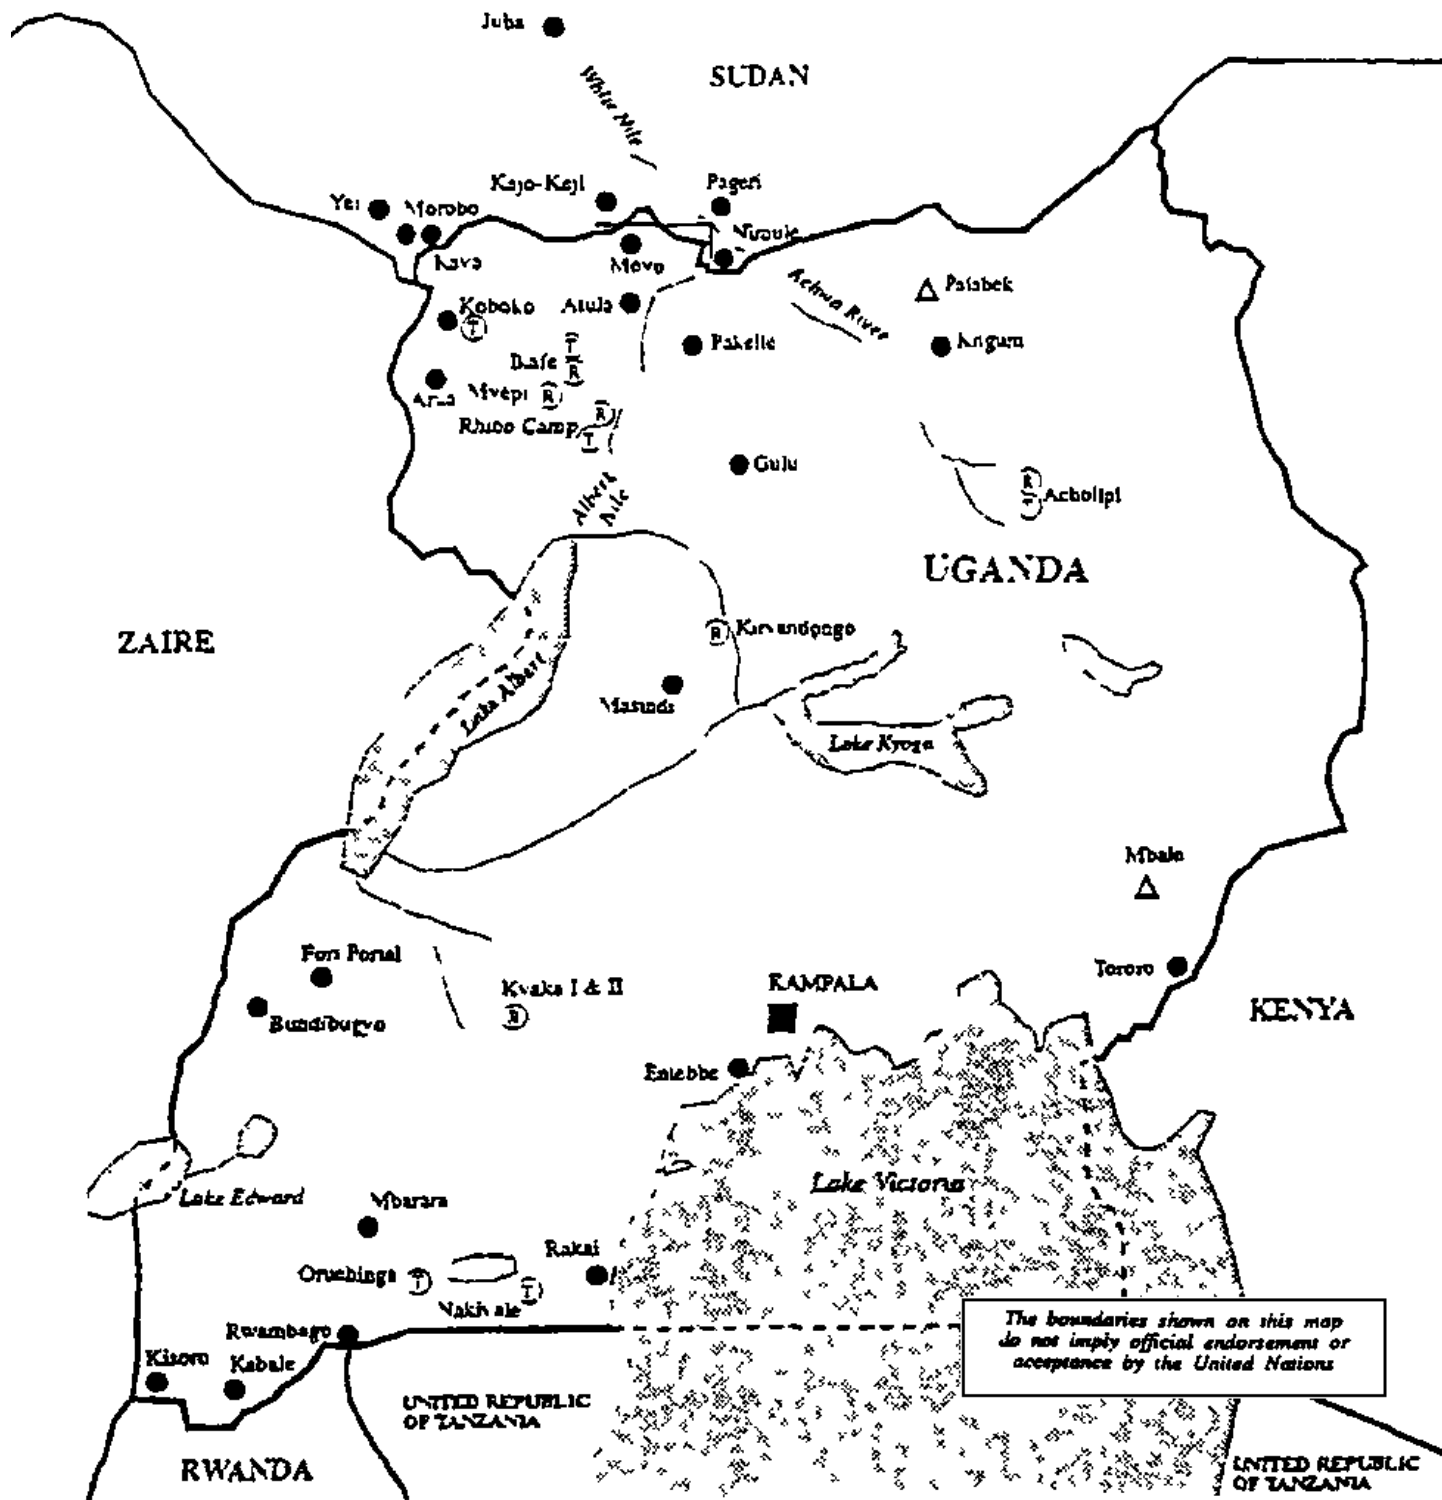 Juba
SUDAN
White Nile
Kajo-Keji
Pageri
Yei
Morobo
Nimule
Kaya
Moyo
Achwa River
Palabek
Koboko
T
Atula
Pakelle
Kitgum
Ikafe
T
R
Arua
Mvepi
R
Rhino Camp
R
T
Gulu
Albert
Nile
R
T
Acholipi
UGANDA
ZAIRE
R
Kiryandongo
Lake Albert
Masindi
Lake Kyoga
Mbale
Fort Portal
Tororo
Kyaka I & II
R
KAMPALA
KENYA
Bundibugyo
Entebbe
Lake Victoria
Lake Edward
Mbarara
Rakai
Oruchinga
T
Nakivale
T
Rwambago
The boundaries shown on this map
do not imply official endorsement or
acceptance by the United Nations
Kisoro
Kabale
UNITED REPUBLIC
OF TANZANIA
RWANDA
UNITED REPUBLIC
OF TANZANIA